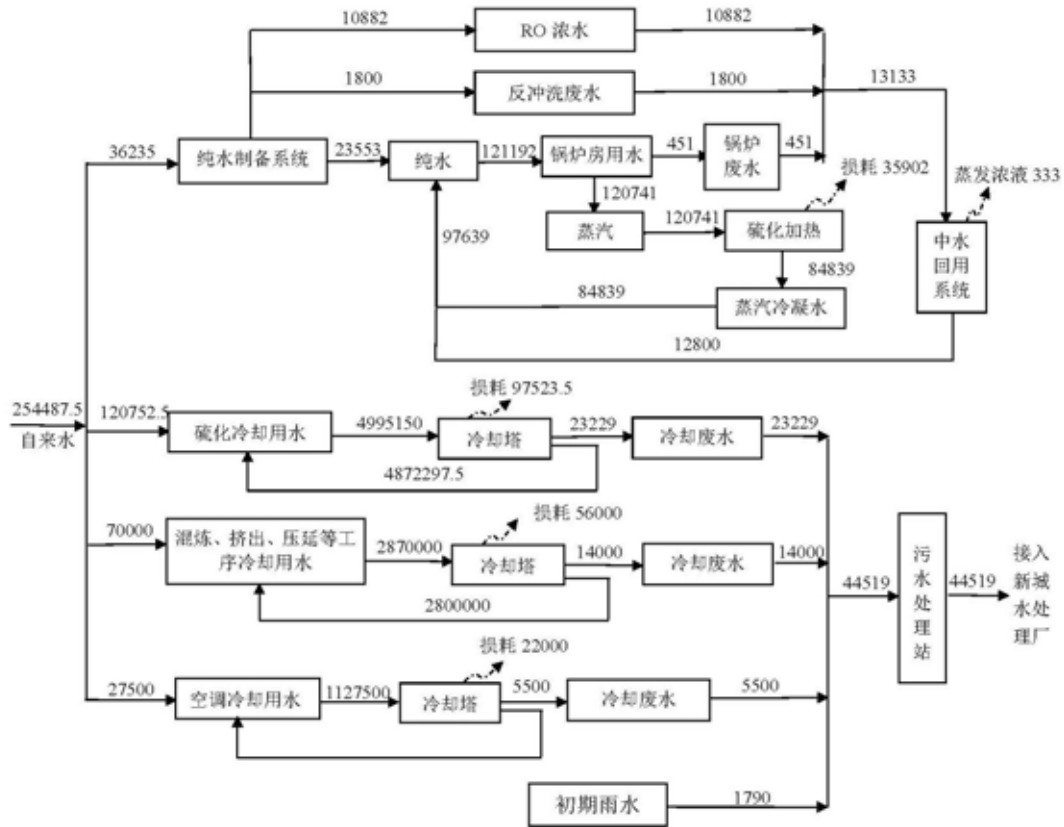 10882
RO 浓水
10882
1800
反冲洗废水
1800
13133
36235
纯水制备系统
23553
纯水
121192
锅炉房用水
451
锅炉
废水
451
损耗 35902
蒸发浓液 333
120741
蒸汽
120741
硫化加热
97639
84839
84839
蒸汽冷凝水
中水
回用
系统
12800
254487.5
自来水
120752.5
硫化冷却用水
4995150
损耗 97523.5
冷却塔
23229
冷却废水
23229
4872297.5
70000
混炼、挤出、压延等工
序冷却用水
2870000
损耗 56000
冷却塔
14000
冷却废水
14000
2800000
44519
污
水
处
理
站
44519
接入
新城
水处
理厂
27500
空调冷却用水
1127500
损耗 22000
冷却塔
5500
冷却废水
5500
初期雨水
1790